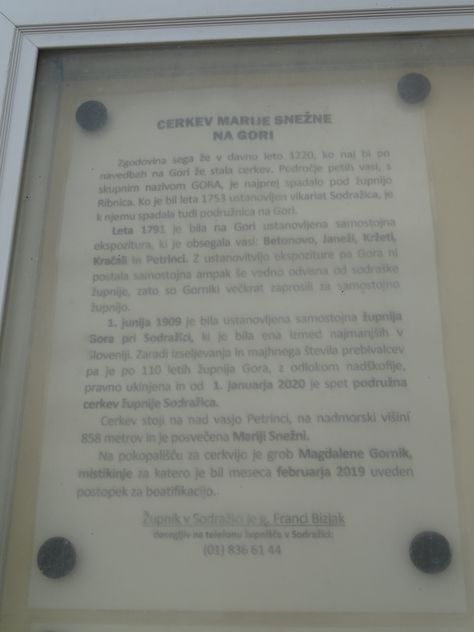 CERKEV MARIJE SNEŽNE
NA GORI
Zgodovina sega že v davno leto 1220, ko naj bi po
navedbah na Gori že stala cerkev. Področje petih vasi, s
skupnim nazivom GORA, je najprej spadalo pod župnijo
Ribnica. Ko je bil leta 1753 ustanovljen vikariat Sodražica, je
k njemu spadala tudi podružnica na Gori.
Leta 1791 je bila na Gori ustanovljena samostojna
ekspozitura, ki je obsegala vasi: Betonovo, Janeži, Kržeti,
Kračali in Petrinci. Z ustanovitvijo ekspoziture pa Gora ni
postala samostojna ampak še vedno odvisna od sodraške
župnije, zato so Gorniki večkrat zaprosili za samostojno
župnijo.
1. junija 1909 je bila ustanovljena samostojna župnija
Gora pri Sodražici, ki je bila ena izmed najmanjših v
Sloveniji. Zaradi izseljevanja in majhnega števila prebivalcev
pa je po 110 letih župnija Gora, z odlokom nadškofije,
pravno ukinjena in od 1. januarja 2020 je spet podružna
cerkev župnije Sodražica.
Cerkev stoji na nad vasjo Petrinci, na nadmorski višini
858 metrov in je posvečena Mariji Snežni.
Na pokopališču za cerkvijo je grob Magdalene Gornik,
mistikinje za katero je bil meseca februarja 2019 uveden
postopek za beatifikacijo.
Župnik v Sodražici je g. Franci Bizjak
dosegljiv na telefonu župnišča v Sodražici:
(01) 836 61 44